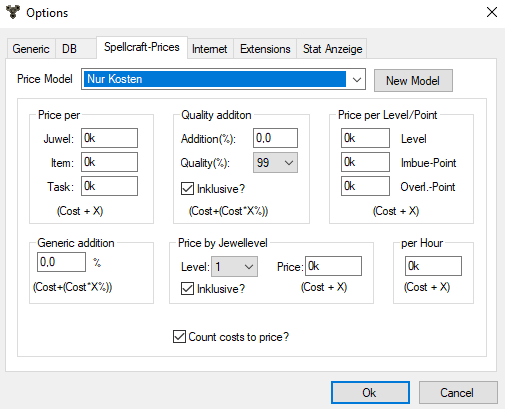 Options
Generic DB Spellcraft-Prices Internet Extensions Stat Anzeige
Price Model Nur Kosten New Model
Price per
Juwel: 0k
Item: 0k
Task: 0k
(Cost + X)
Quality additon
Addition(%): 0,0
Quality(%): 99
Inklusive?
(Cost+(Cost*X%))
Price per Level/Point
0k Level
0k Imbue-Point
0k Overl.-Point
(Cost + X)
Generic addition
0,0 %
(Cost+(Cost*X%))
Price by Jewellevel
Level: 1 Price: 0k
Inklusive? (Cost + X)
per Hour
0k
(Cost + X)
Count costs to price?
Ok Cancel